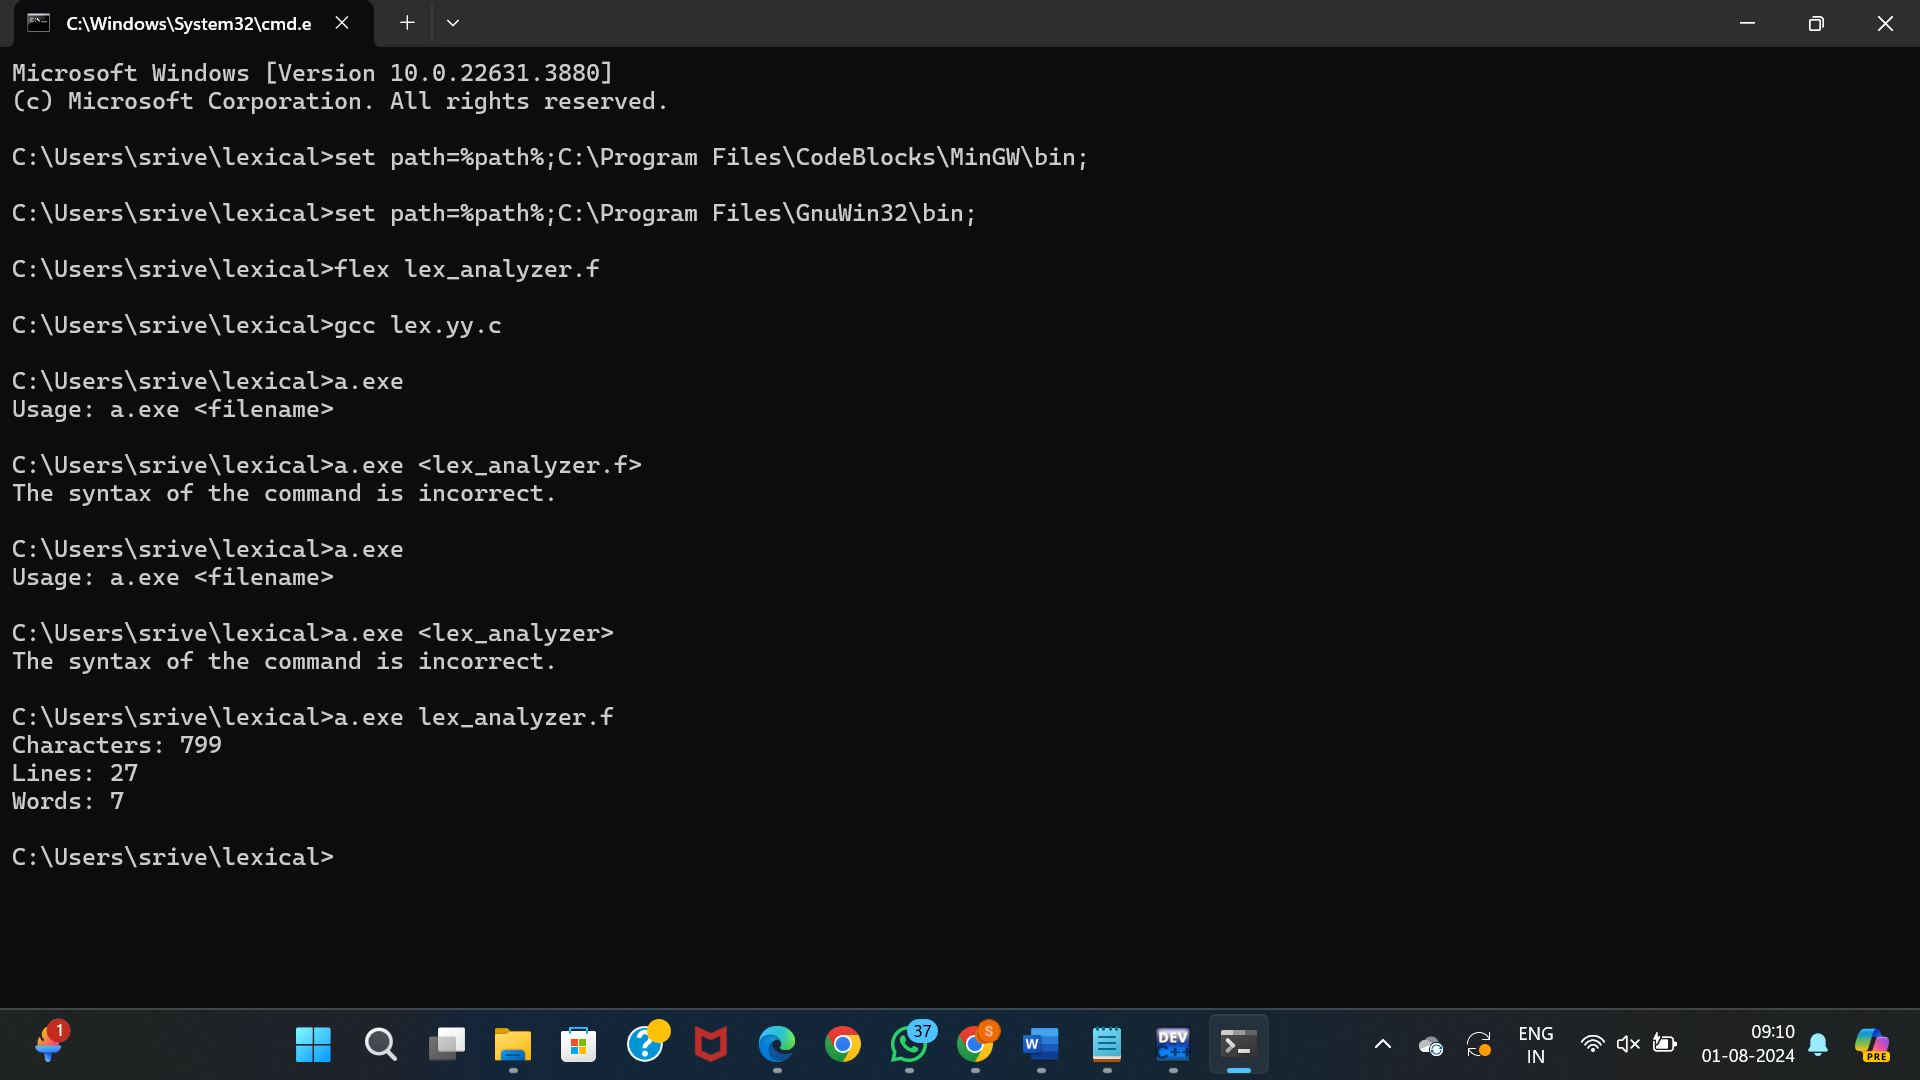 C:\Windows\System32\cmd.e
Microsoft Windows [Version 10.0.22631.3880]
(c) Microsoft Corporation. All rights reserved.
C:\Users\srive\lexical>set path=%path%;C:\Program Files\CodeBlocks\MinGW\bin;
C:\Users\srive\lexical>set path=%path%;C:\Program Files\GnuWin32\bin;
C:\Users\srive\lexical>flex lex_analyzer.f
C:\Users\srive\lexical>gcc lex.yy.c
C:\Users\srive\lexical>a.exe
Usage: a.exe <filename>
C:\Users\srive\lexical>a.exe <lex_analyzer.f>
The syntax of the command is incorrect.
C:\Users\srive\lexical>a.exe
Usage: a.exe <filename>
C:\Users\srive\lexical>a.exe <lex_analyzer>
The syntax of the command is incorrect.
C:\Users\srive\lexical>a.exe lex_analyzer.f
Characters: 799
Lines: 27
Words: 7
C:\Users\srive\lexical>
1
37
S
W
DEV
C++
ENG
IN
09:10
01-08-2024
PRE